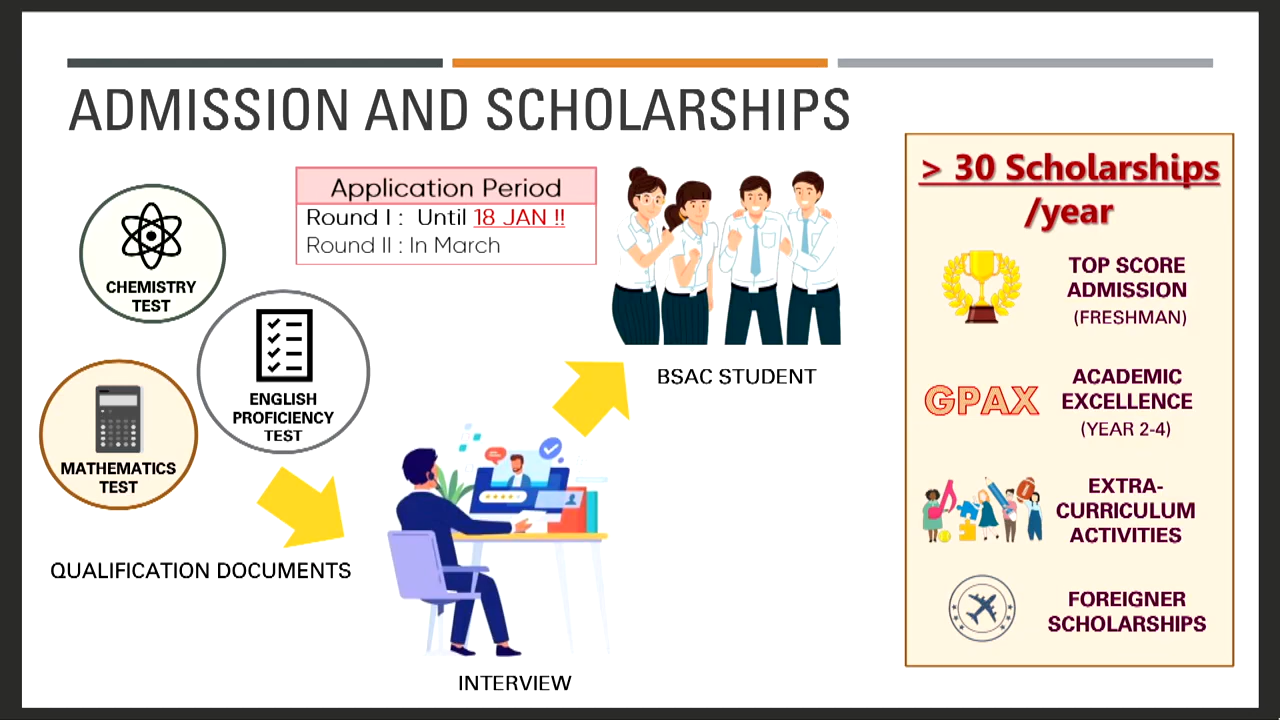 ADMISSION AND SCHOLARSHIPS
CHEMISTRY
TEST
ENGLISH
PROFICIENCY
TEST
MATHEMATICS
TEST
QUALIFICATION DOCUMENTS
Application Period
Round I : Until 18 JAN !!
Round II : In March
INTERVIEW
BSAC STUDENT
> 30 Scholarships
/year
TOP SCORE
ADMISSION
(FRESHMAN)
GPAX
ACADEMIC
EXCELLENCE
(YEAR 2-4)
EXTRA-
CURRICULUM
ACTIVITIES
FOREIGNER
SCHOLARSHIPS